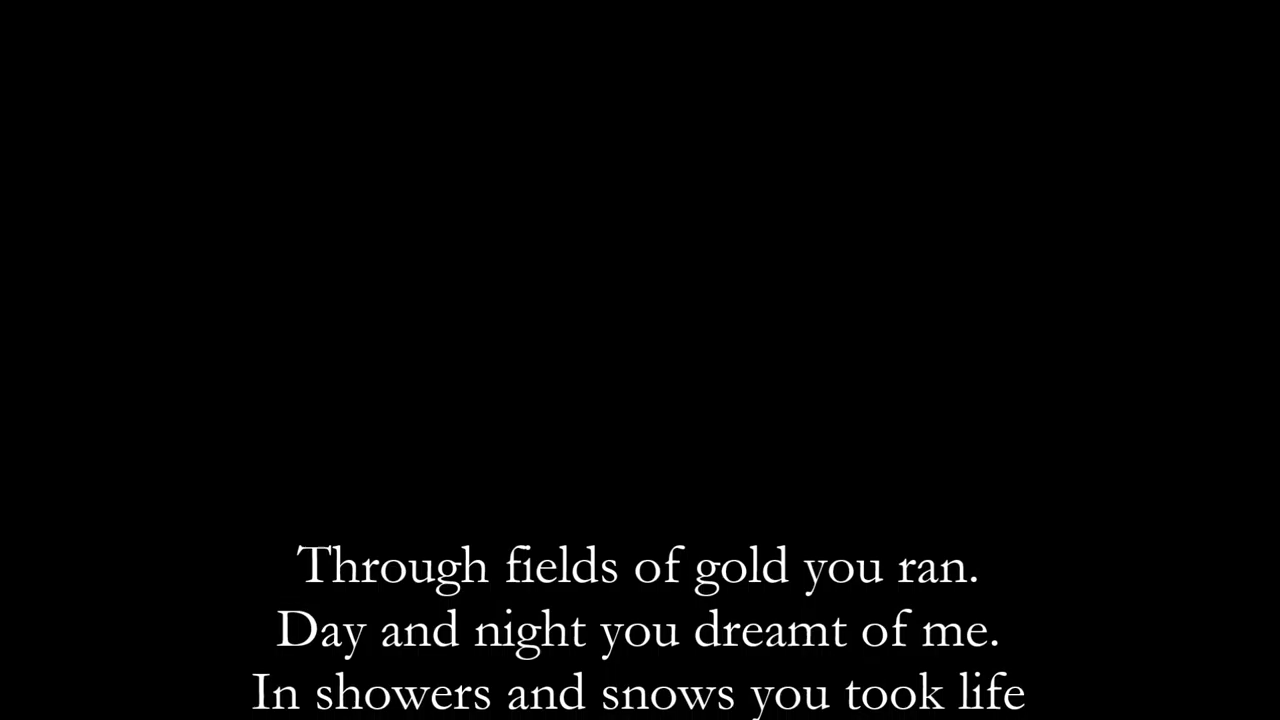 Through fields of gold you ran.
Day and night you dreamt of me.
In showers and snows you took life